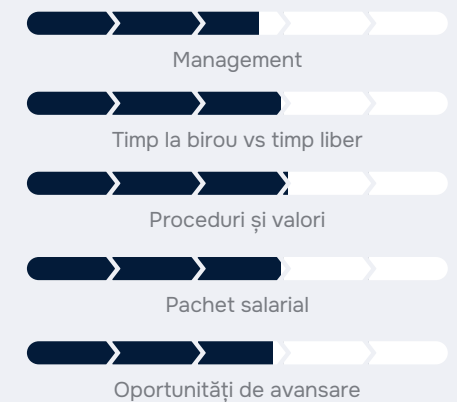 Management
Timp la birou vs timp liber
Proceduri și valori
Pachet salarial
Oportunități de avansare